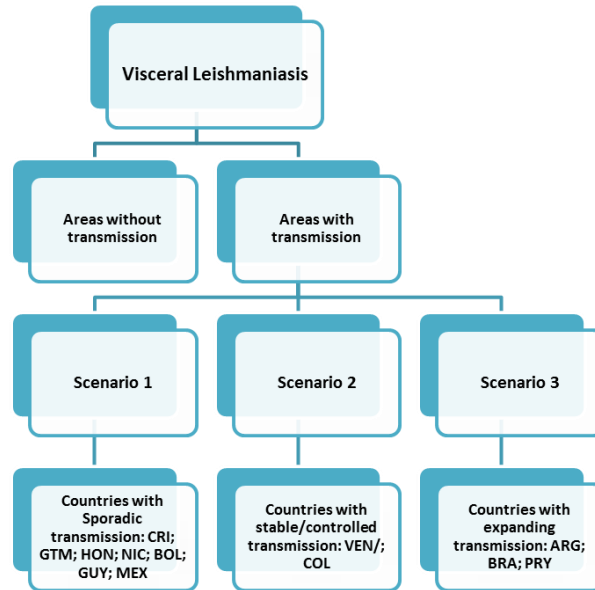 Visceral Leishmaniasis
Areas without
transmission
Areas with
transmission
Scenario 1
Scenario 2
Scenario 3
Countries with
Sporadic
transmission: CRI;
GTM; HON; NIC; BOL;
GUY; MEX
Countries with
stable/controlled
transmission: VEN/;
COL
Countries with
expanding
transmission: ARG;
BRA; PRY